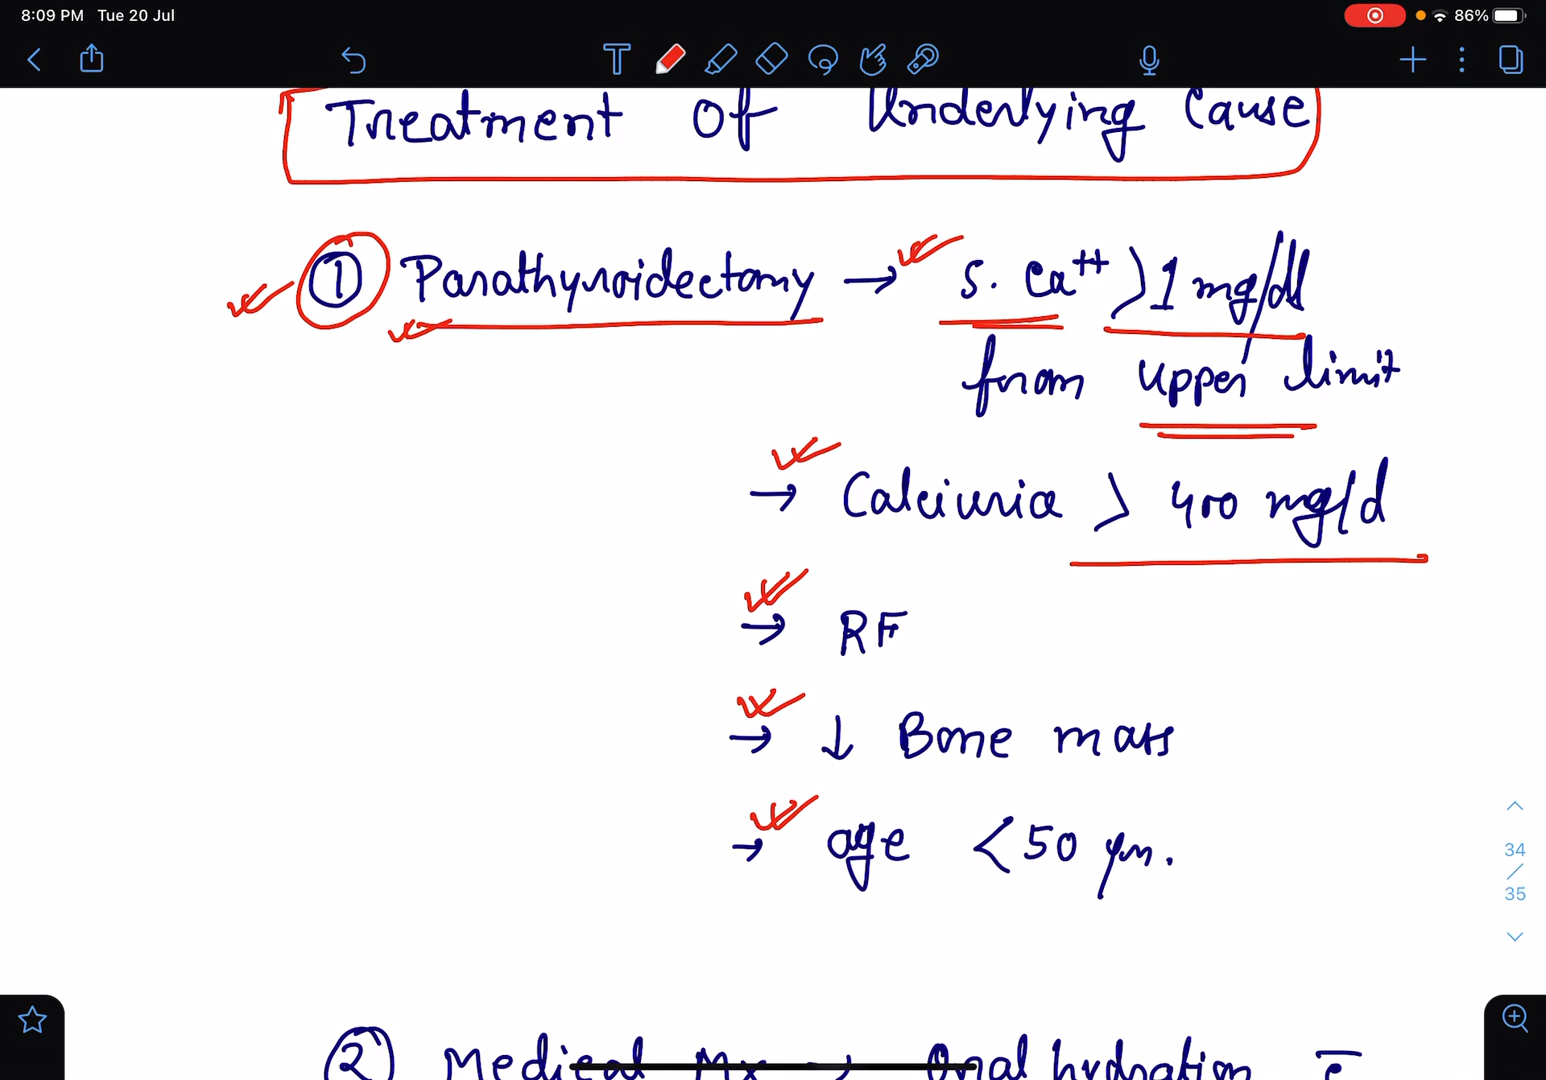 8:09 PM Tue 20 Jul 86%
Treatment Of Underlying Cause
① Parathyroidectomy → S. Ca++ >1 mg/dl
from upper limit
→ Calciuria > 400 mg/d
→ RF
→ ↓ Bone mass
→ age <50 yrs.
34
/
35
② Medical Mx → Oral hydration c̅